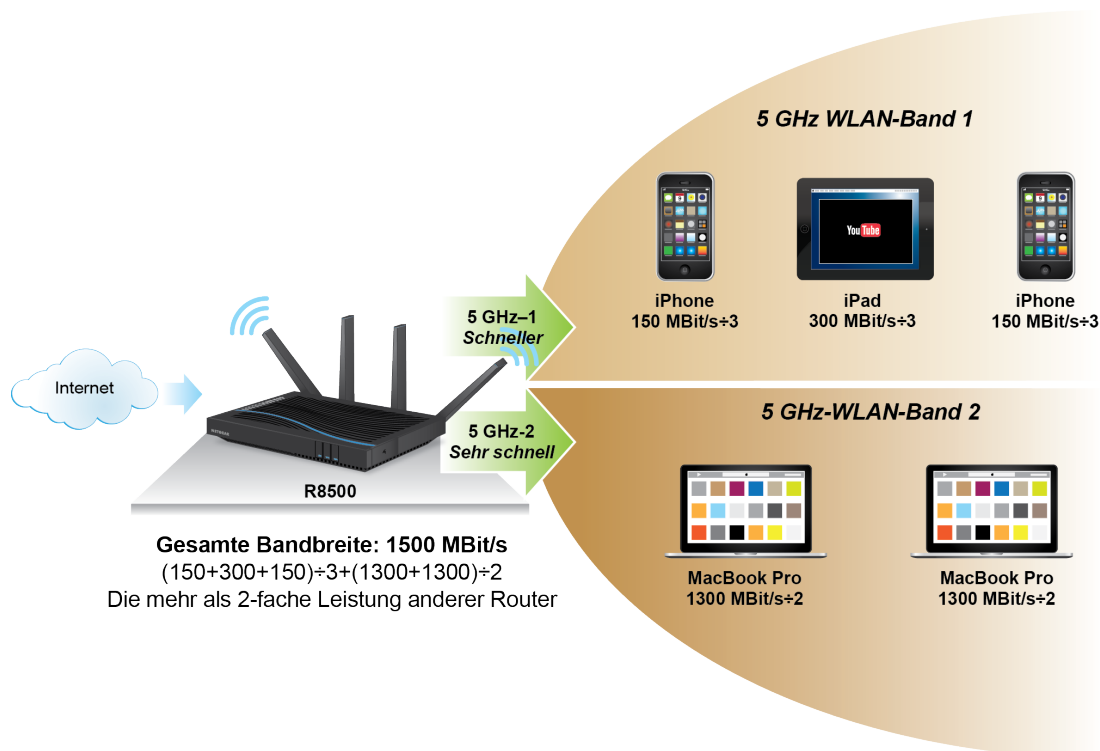 5 GHz WLAN-Band 1
You Tube
iPhone
150 MBit/s÷3
iPad
300 MBit/s÷3
iPhone
150 MBit/s÷3
5 GHz–1
Schneller
Internet
5 GHz-2
Sehr schnell
NETGEAR
R8500
5 GHz-WLAN-Band 2
Gesamte Bandbreite: 1500 MBit/s
(150+300+150)÷3+(1300+1300)÷2
Die mehr als 2-fache Leistung anderer Router
MacBook Pro
1300 MBit/s÷2
MacBook Pro
1300 MBit/s÷2